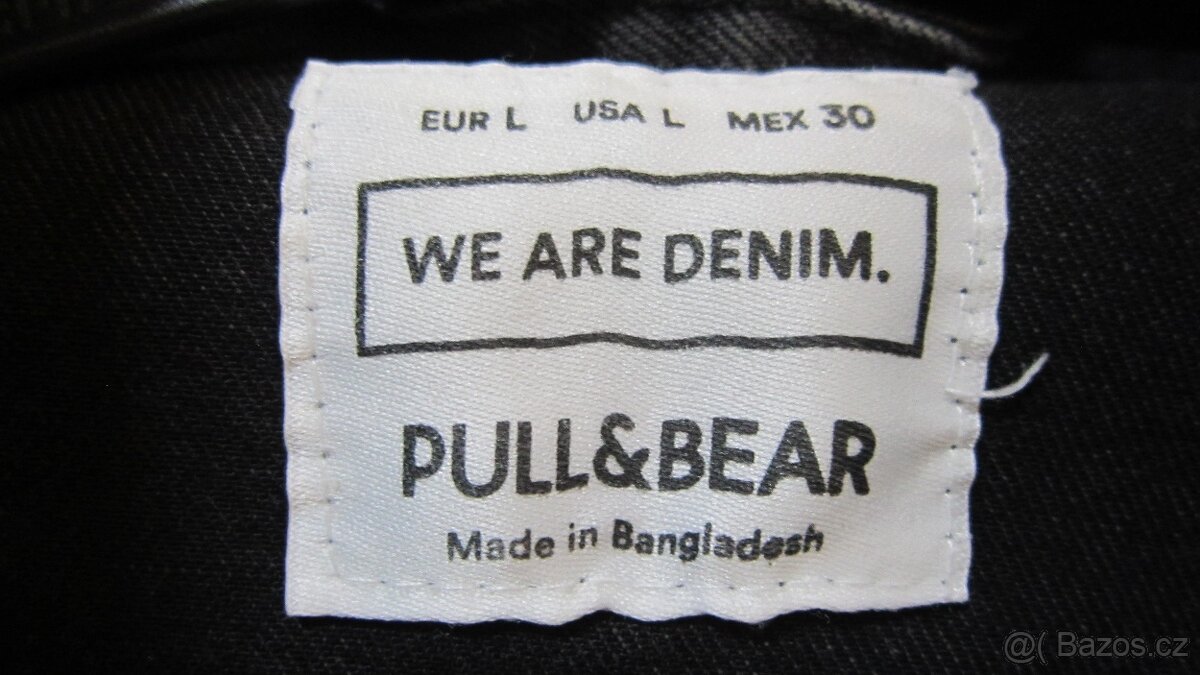 EUR L USA L MEX 30
WE ARE DENIM.
PULL&BEAR
Made in Bangladesh
@( Bazos.cz